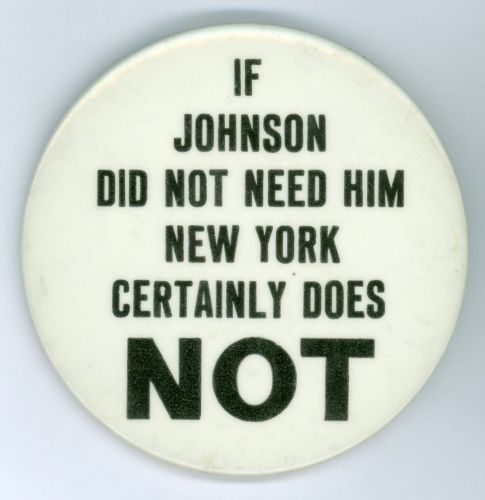 IF
JOHNSON
DID NOT NEED HIM
NEW YORK
CERTAINLY DOES
NOT